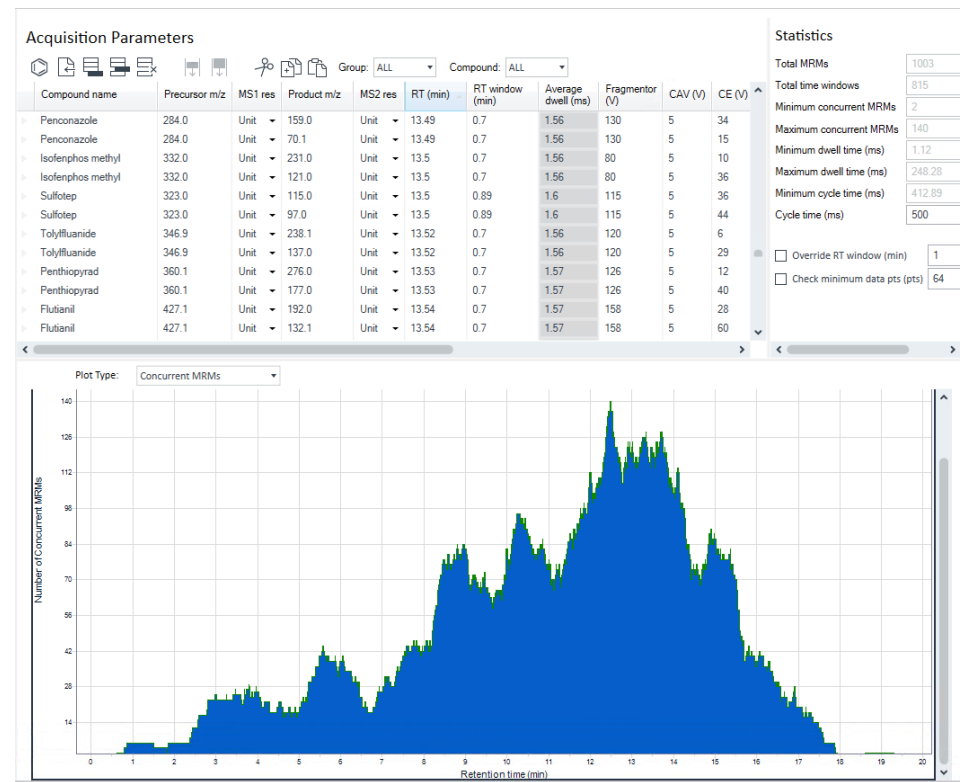 Acquisition Parameters
Group: ALL Compound: ALL
Compound name Precursor m/z MS1 res Product m/z MS2 res RT (min) RT window (min) Average dwell (ms) Fragmentor (V) CAV (V) CE (V)
Penconazole 284.0 Unit 159.0 Unit 13.49 0.7 1.56 130 5 34
Penconazole 284.0 Unit 70.1 Unit 13.49 0.7 1.56 130 5 15
Isofenphos methyl 332.0 Unit 231.0 Unit 13.5 0.7 1.56 80 5 10
Isofenphos methyl 332.0 Unit 121.0 Unit 13.5 0.7 1.56 80 5 36
Sulfotep 323.0 Unit 115.0 Unit 13.5 0.89 1.6 115 5 36
Sulfotep 323.0 Unit 97.0 Unit 13.5 0.89 1.6 115 5 44
Tolylfluanide 346.9 Unit 238.1 Unit 13.52 0.7 1.56 120 5 6
Tolylfluanide 346.9 Unit 137.0 Unit 13.52 0.7 1.56 120 5 29
Penthiopyrad 360.1 Unit 276.0 Unit 13.53 0.7 1.57 126 5 12
Penthiopyrad 360.1 Unit 177.0 Unit 13.53 0.7 1.57 126 5 40
Flutianil 427.1 Unit 192.0 Unit 13.54 0.7 1.57 158 5 28
Flutianil 427.1 Unit 132.1 Unit 13.54 0.7 1.57 158 5 60
Statistics
Total MRMs 1003
Total time windows 815
Minimum concurrent MRMs 2
Maximum concurrent MRMs 140
Minimum dwell time (ms) 1.12
Maximum dwell time (ms) 248.28
Minimum cycle time (ms) 412.89
Cycle time (ms) 500
Override RT window (min) 1
Check minimum data pts (pts) 64
Plot Type: Concurrent MRMs
Number of Concurrent MRMs
140
126
112
98
84
70
56
42
28
14
0 1 2 3 4 5 6 7 8 9 10 11 12 13 14 15 16 17 18 19 20
Retention time (min)